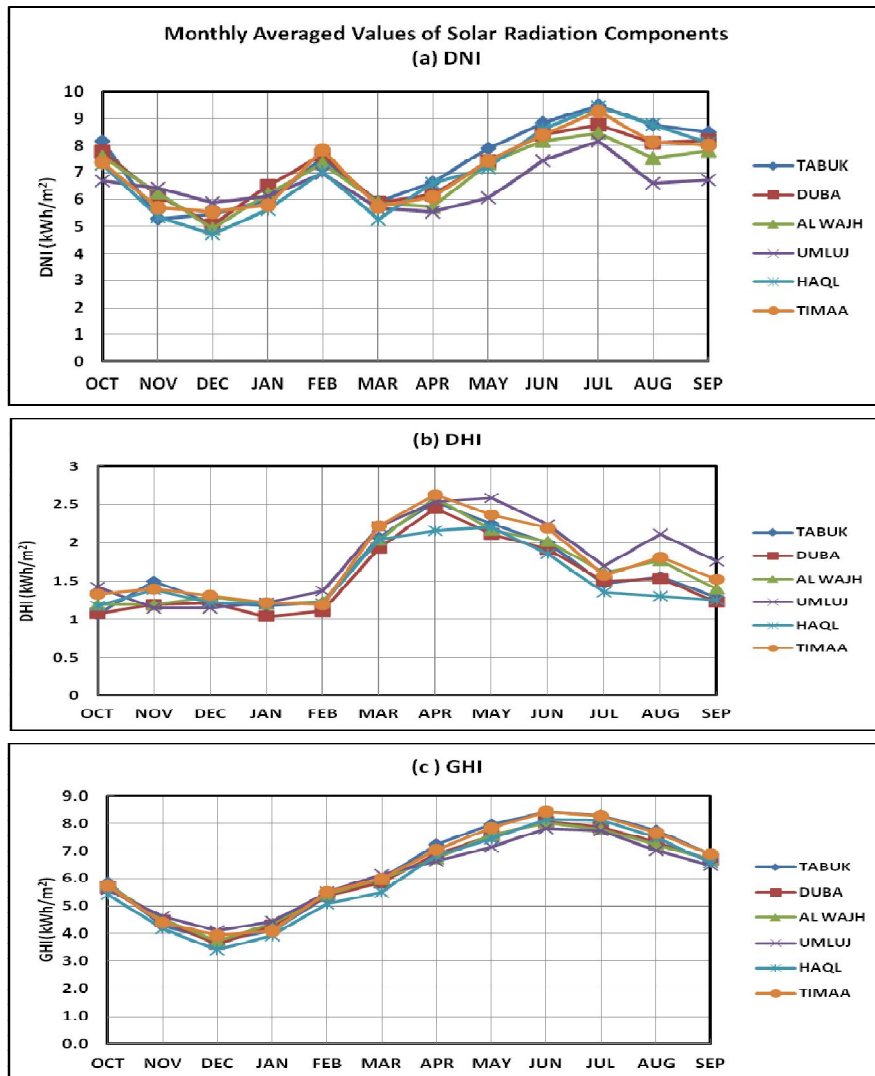 Monthly Averaged Values of Solar Radiation Components
(a) DNI
DNI (kWh/m²)
10
9
8
7
6
5
4
3
2
1
0
OCT NOV DEC JAN FEB MAR APR MAY JUN JUL AUG SEP
TABUK
DUBA
AL WAJH
UMLUJ
HAQL
TIMAA
(b) DHI
DHI (kWh/m²)
3
2.5
2
1.5
1
0.5
0
OCT NOV DEC JAN FEB MAR APR MAY JUN JUL AUG SEP
TABUK
DUBA
AL WAJH
UMLUJ
HAQL
TIMAA
(c ) GHI
GHI(kWh/m²)
9.0
8.0
7.0
6.0
5.0
4.0
3.0
2.0
1.0
0.0
OCT NOV DEC JAN FEB MAR APR MAY JUN JUL AUG SEP
TABUK
DUBA
AL WAJH
UMLUJ
HAQL
TIMAA